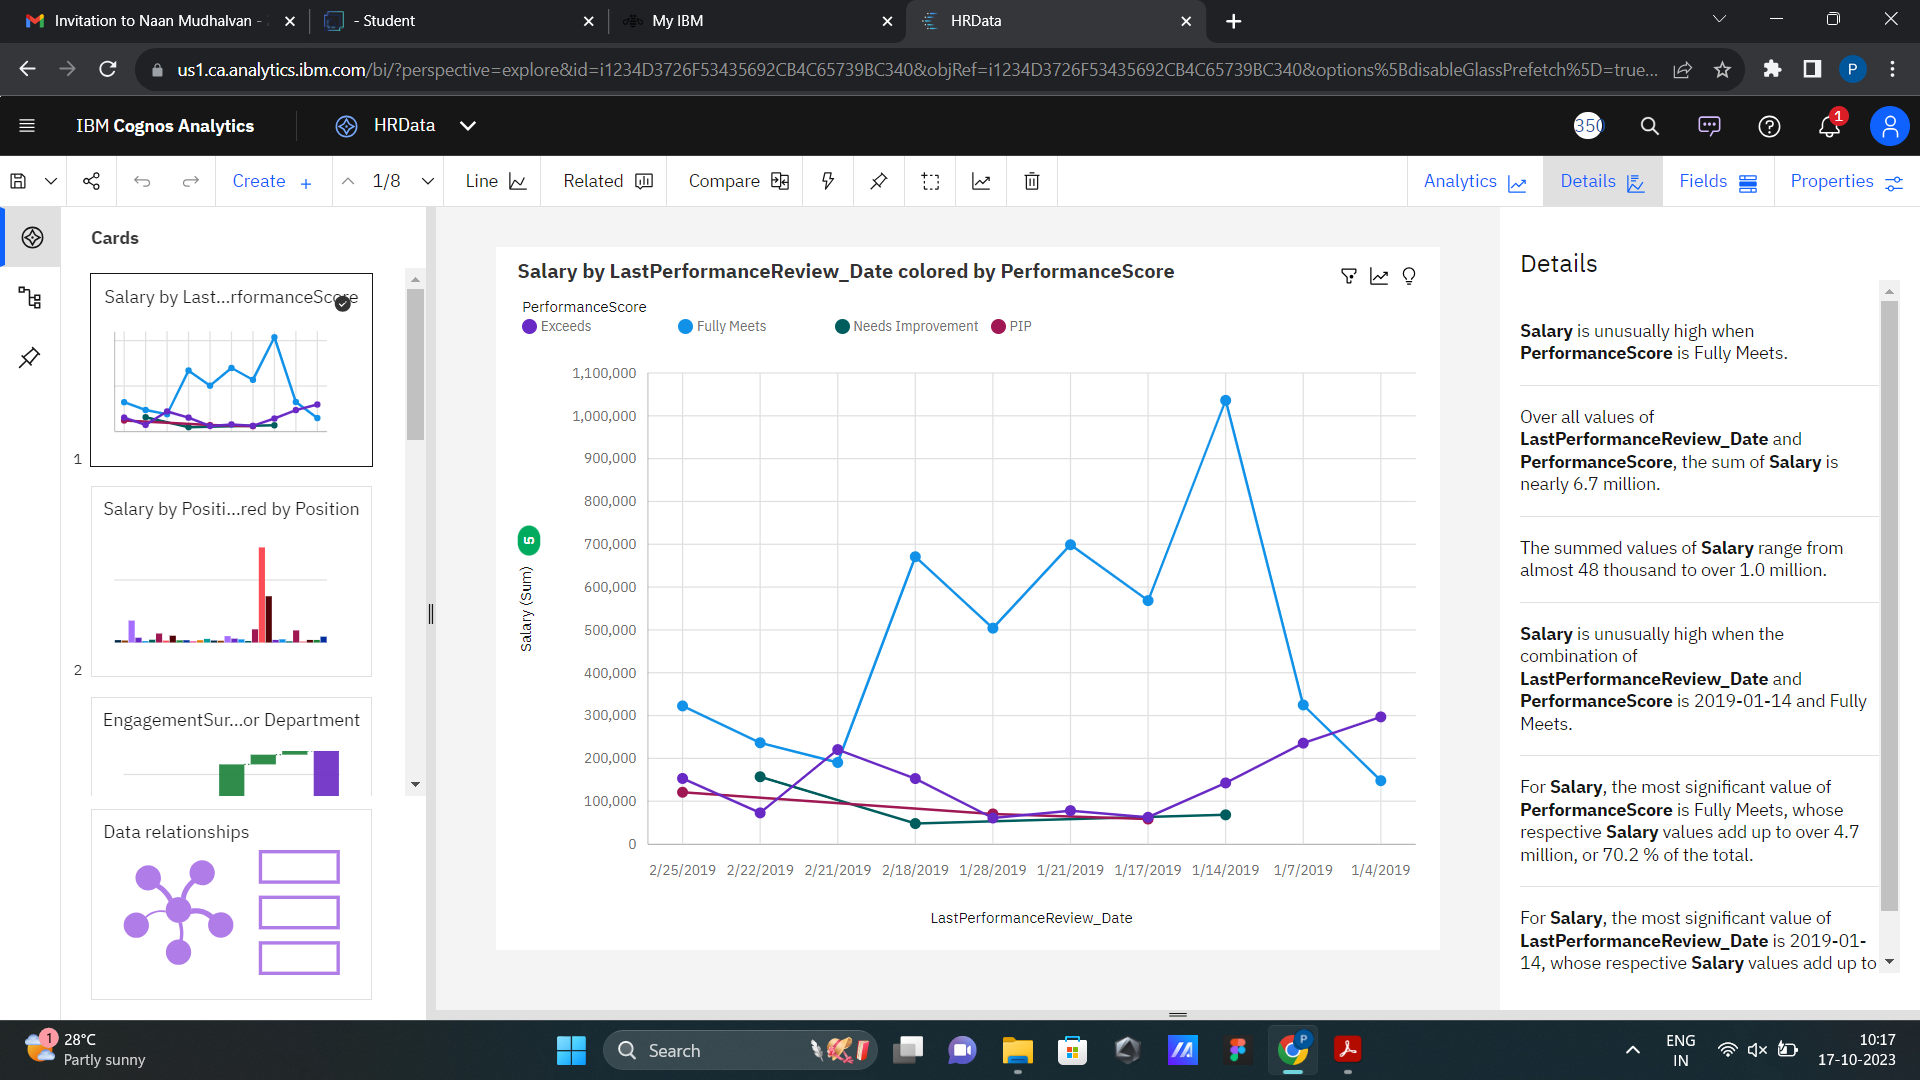 Invitation to Naan Mudhalvan -
- Student
My IBM
HRData
us1.ca.analytics.ibm.com/bi/?perspective=explore&id=i1234D3726F53435692CB4C65739BC340&objRef=i1234D3726F53435692CB4C65739BC340&options%5BdisableGlassPrefetch%5D=true...
P
IBM Cognos Analytics
HRData
350
1
Create +
1/8
Line
Related
Compare
Analytics
Details
Fields
Properties
Cards
Salary by Last...rformanceScore
1
Salary by Positi...red by Position
2
EngagementSur...or Department
Data relationships
Salary by LastPerformanceReview_Date colored by PerformanceScore
PerformanceScore
Exceeds
Fully Meets
Needs Improvement
PIP
1,100,000
1,000,000
900,000
800,000
700,000
600,000
500,000
400,000
300,000
200,000
100,000
0
5
Salary (Sum)
2/25/2019 2/22/2019 2/21/2019 2/18/2019 1/28/2019 1/21/2019 1/17/2019 1/14/2019 1/7/2019 1/4/2019
LastPerformanceReview_Date
Details
Salary is unusually high when
PerformanceScore is Fully Meets.
Over all values of
LastPerformanceReview_Date and
PerformanceScore, the sum of Salary is
nearly 6.7 million.
The summed values of Salary range from
almost 48 thousand to over 1.0 million.
Salary is unusually high when the
combination of
LastPerformanceReview_Date and
PerformanceScore is 2019-01-14 and Fully
Meets.
For Salary, the most significant value of
PerformanceScore is Fully Meets, whose
respective Salary values add up to over 4.7
million, or 70.2 % of the total.
For Salary, the most significant value of
LastPerformanceReview_Date is 2019-01-
14, whose respective Salary values add up to
1
28°C
Partly sunny
Search
P
ENG
IN
10:17
17-10-2023